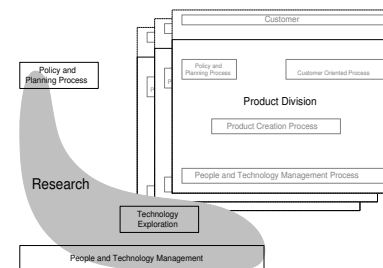 Customer
Policy and
Planning Process
Customer Oriented Process
Product Division
Product Creation Process
People and Technology Management Process
Policy and
Planning Process
P
P
P
P
Research
Technology
Exploration
People and Technology Management